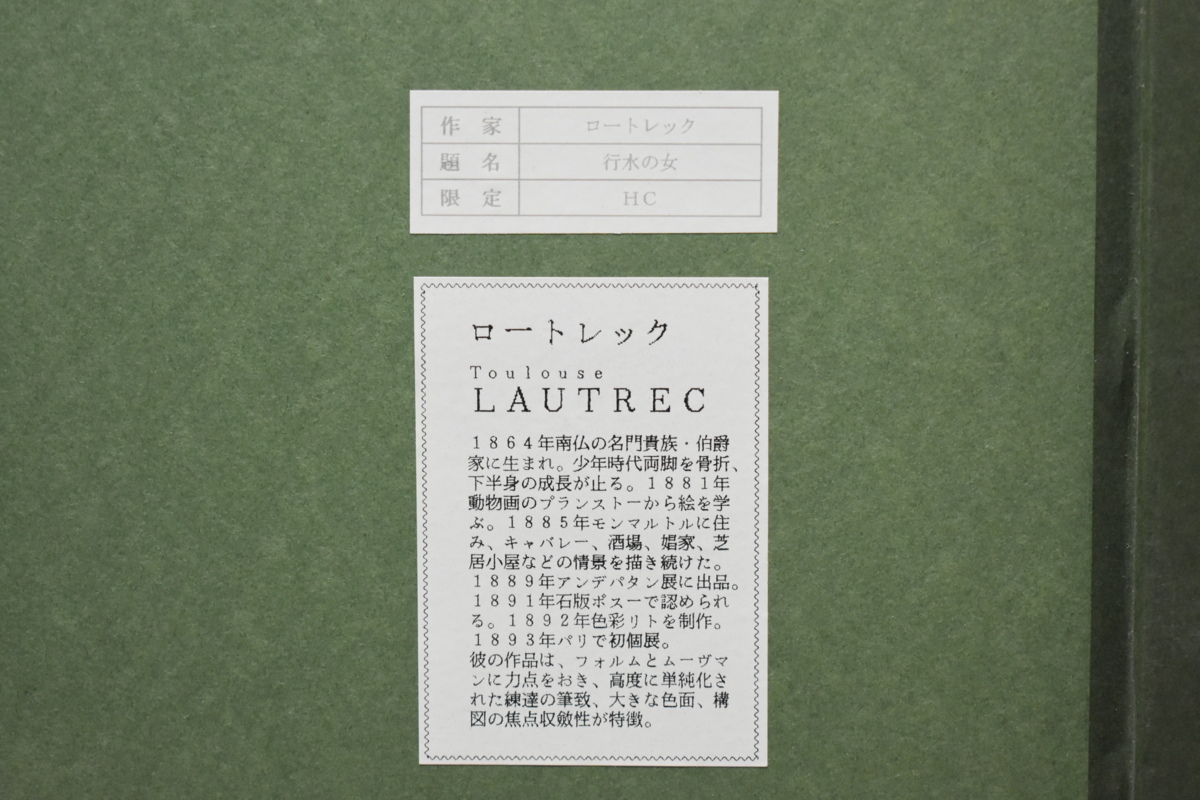 作家 ロートレック
題名 行水の女
限定 HC
ロートレック
Toulouse
LAUTREC
1864年南仏の名門貴族・伯爵
家に生まれ。少年時代両脚を骨折、
下半身の成長が止る。1881年
動物画のプランストーから絵を学
ぶ。1885年モンマルトルに住
み、キャバレー、酒場、娼家、芝
居小屋などの情景を描き続けた。
1889年アンデパタン展に出品。
1891年石版ポスーで認められ
る。1892年色彩リトを制作。
1893年パリで初個展。
彼の作品は、フォルムとムーヴマ
ンに力点をおき、高度に単純化さ
れた練達の筆致、大きな色面、構
図の焦点収斂性が特徴。